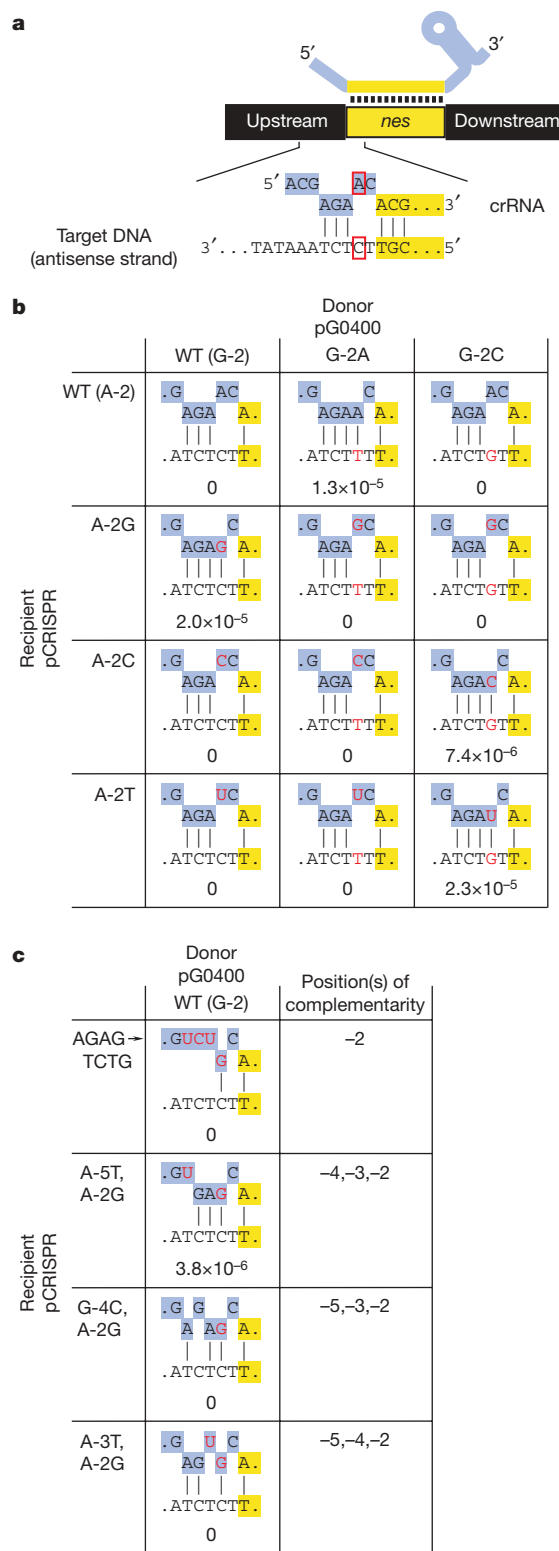 a
5′
3′
Upstream nes Downstream
5′ ACG AC
AGA ACG...3′
crRNA
Target DNA
(antisense strand)
3′...TATAAATCTCTTGC...5′
b
Donor
pG0400
WT (G-2) G-2A G-2C
Recipient
pCRISPR
WT (A-2)
.G AC .G C .G AC
AGA A. AGAA A. AGA A.
.ATCTCTT. .ATCTTTT. .ATCTGTT.
0 1.3×10⁻⁵ 0
A-2G
.G C .G GC .G GC
AGAG A. AGA A. AGA A.
.ATCTCTT. .ATCTTTT. .ATCTGTT.
2.0×10⁻⁵ 0 0
A-2C
.G CC .G CC .G C
AGA A. AGA A. AGAC A.
.ATCTCTT. .ATCTTTT. .ATCTGTT.
0 0 7.4×10⁻⁶
A-2T
.G UC .G UC .G C
AGA A. AGA A. AGAU A.
.ATCTCTT. .ATCTTTT. .ATCTGTT.
0 0 2.3×10⁻⁵
c
Donor
pG0400
WT (G-2)
Position(s) of
complementarity
Recipient
pCRISPR
AGAG→
TCTG
.GUCU C
G A.
.ATCTCTT.
0
−2
A-5T,
A-2G
.GU C
GAG A.
.ATCTCTT.
3.8×10⁻⁶
−4,−3,−2
G-4C,
A-2G
.G G C
A AG A.
.ATCTCTT.
0
−5,−3,−2
A-3T,
A-2G
.G U C
AG G A.
.ATCTCTT.
0
−5,−4,−2